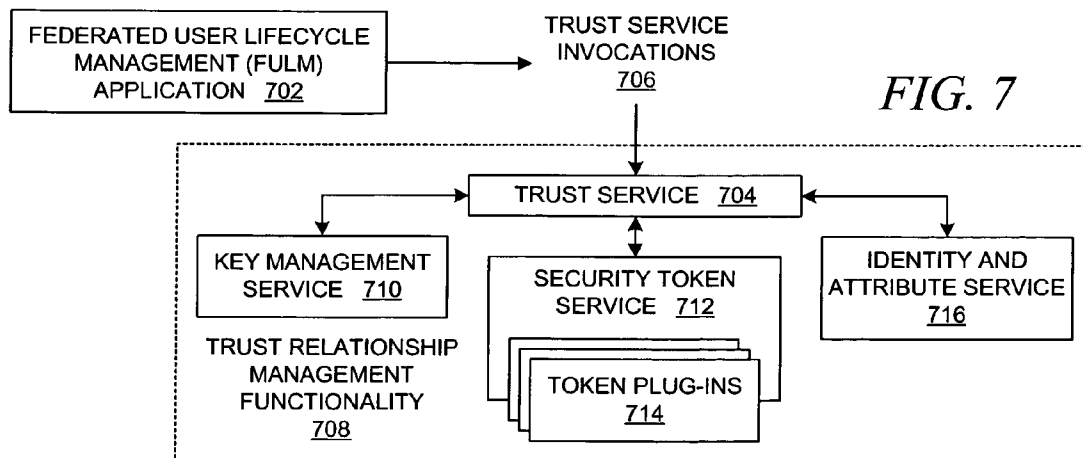 FEDERATED USER LIFECYCLE
MANAGEMENT (FULM)
APPLICATION 702
TRUST SERVICE
INVOCATIONS
706
FIG. 7
TRUST SERVICE 704
KEY MANAGEMENT
SERVICE 710
SECURITY TOKEN
SERVICE 712
IDENTITY AND
ATTRIBUTE SERVICE
716
TRUST RELATIONSHIP
MANAGEMENT
FUNCTIONALITY
708
TOKEN PLUG-INS
714